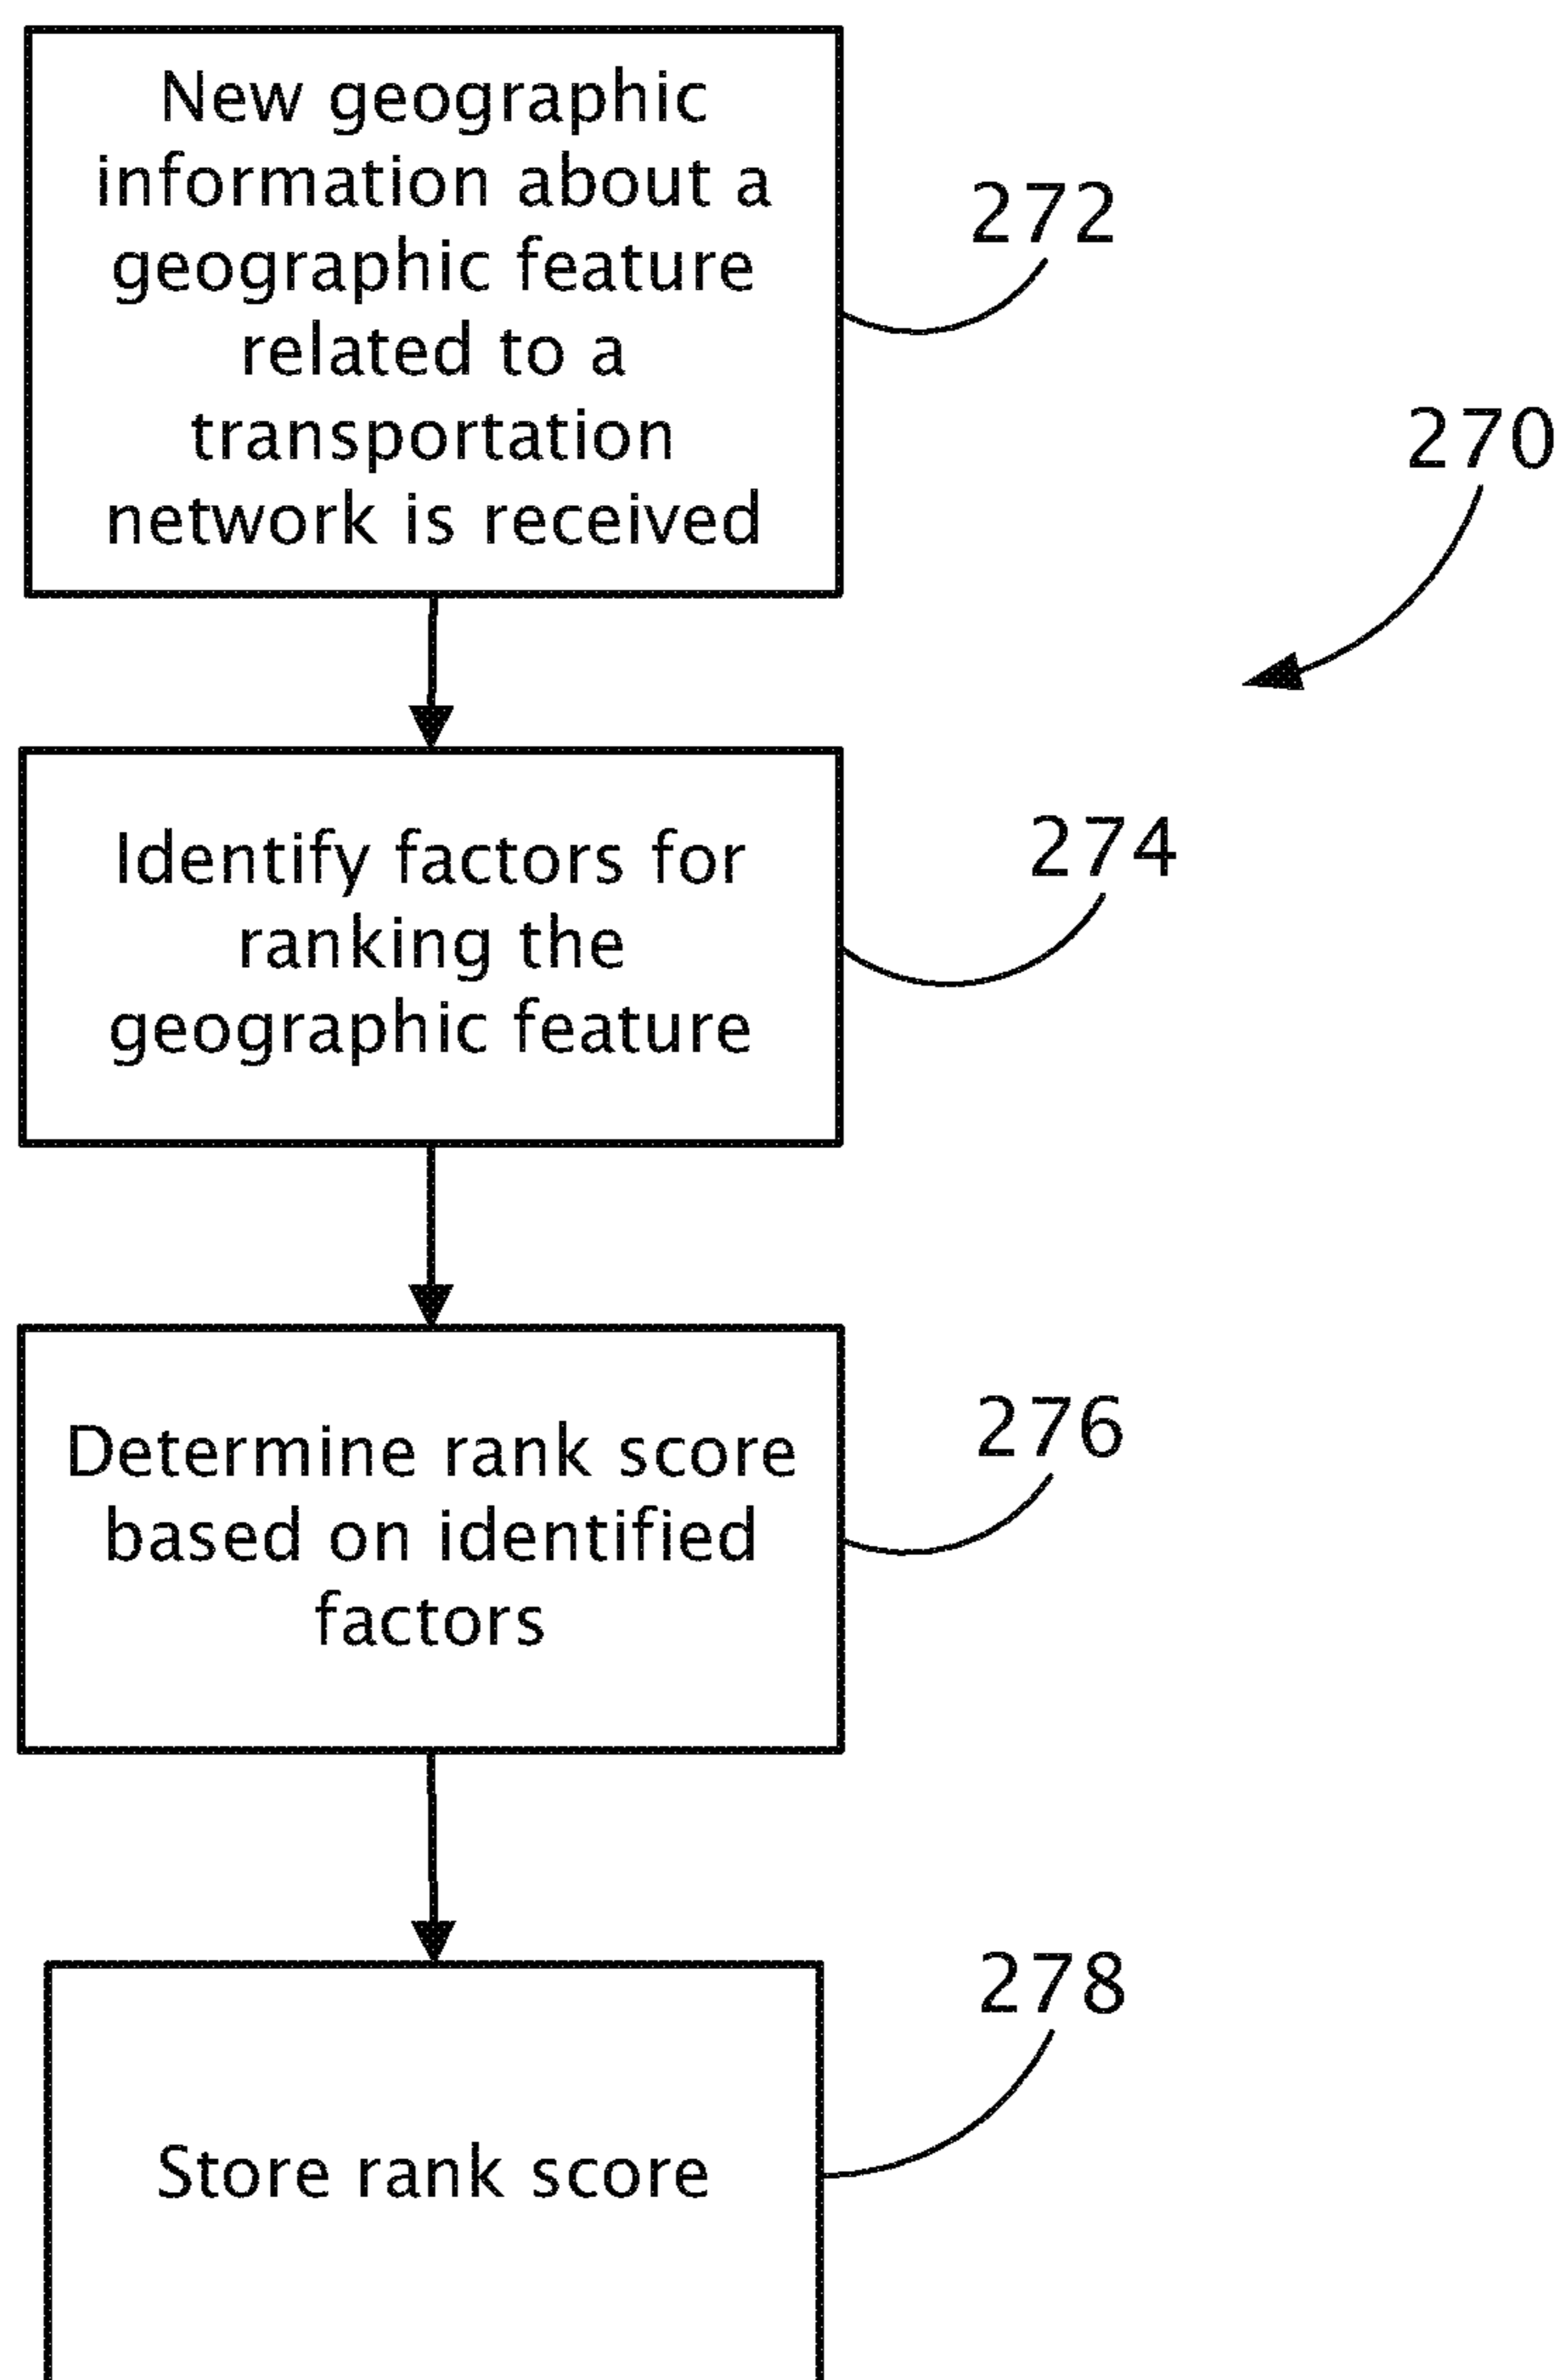 New geographic
information about a
geographic feature
related to a
transportation
network is received
272
270
Identify factors for
ranking the
geographic feature
274
Determine rank score
based on identified
factors
276
Store rank score
278